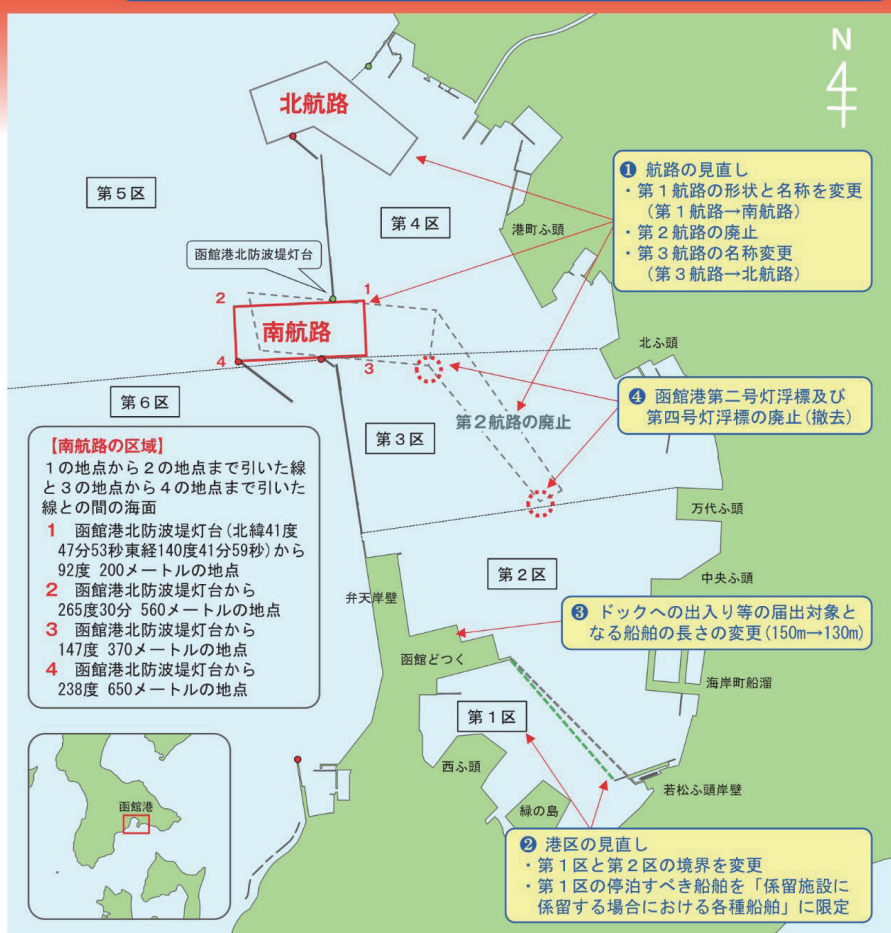 N
北航路
第5区
第4区
港町ふ頭
❶ 航路の見直し
・第1航路の形状と名称を変更
(第1航路→南航路)
・第2航路の廃止
・第3航路の名称変更
(第3航路→北航路)
函館港北防波堤灯台
2
1
南航路
4
3
北ふ頭
第6区
第3区
第2航路の廃止
❹ 函館港第二号灯浮標及び
第四号灯浮標の廃止(撤去)
【南航路の区域】
1の地点から2の地点まで引いた線
と3の地点から4の地点まで引いた
線との間の海面
1 函館港北防波堤灯台(北緯41度
47分53秒東経140度41分59秒)から
92度 200メートルの地点
2 函館港北防波堤灯台から
265度30分 560メートルの地点
3 函館港北防波堤灯台から
147度 370メートルの地点
4 函館港北防波堤灯台から
238度 650メートルの地点
万代ふ頭
第2区
中央ふ頭
弁天岸壁
❸ ドックへの出入り等の届出対象と
なる船舶の長さの変更(150m→130m)
函館どつく
海岸町船溜
第1区
西ふ頭
若松ふ頭岸壁
緑の島
函館港
❷ 港区の見直し
・第1区と第2区の境界を変更
・第1区の停泊すべき船舶を「係留施設に
係留する場合における各種船舶」に限定